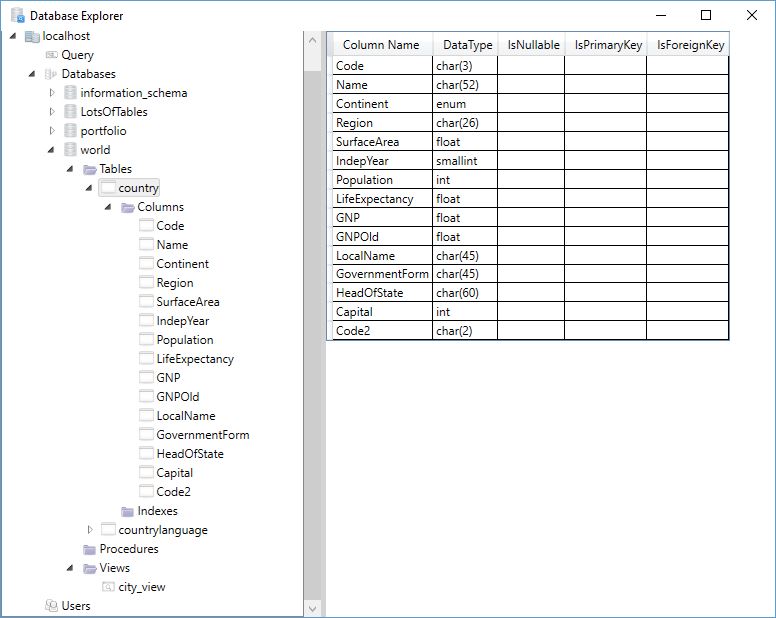 Database Explorer
localhost
Query
Databases
information_schema
LotsOfTables
portfolio
world
Tables
country
Columns
Code
Name
Continent
Region
SurfaceArea
IndepYear
Population
LifeExpectancy
GNP
GNPOld
LocalName
GovernmentForm
HeadOfState
Capital
Code2
Indexes
countrylanguage
Procedures
Views
city_view
Users
Column Name DataType IsNullable IsPrimaryKey IsForeignKey
Code char(3)
Name char(52)
Continent enum
Region char(26)
SurfaceArea float
IndepYear smallint
Population int
LifeExpectancy float
GNP float
GNPOld float
LocalName char(45)
GovernmentForm char(45)
HeadOfState char(60)
Capital int
Code2 char(2)